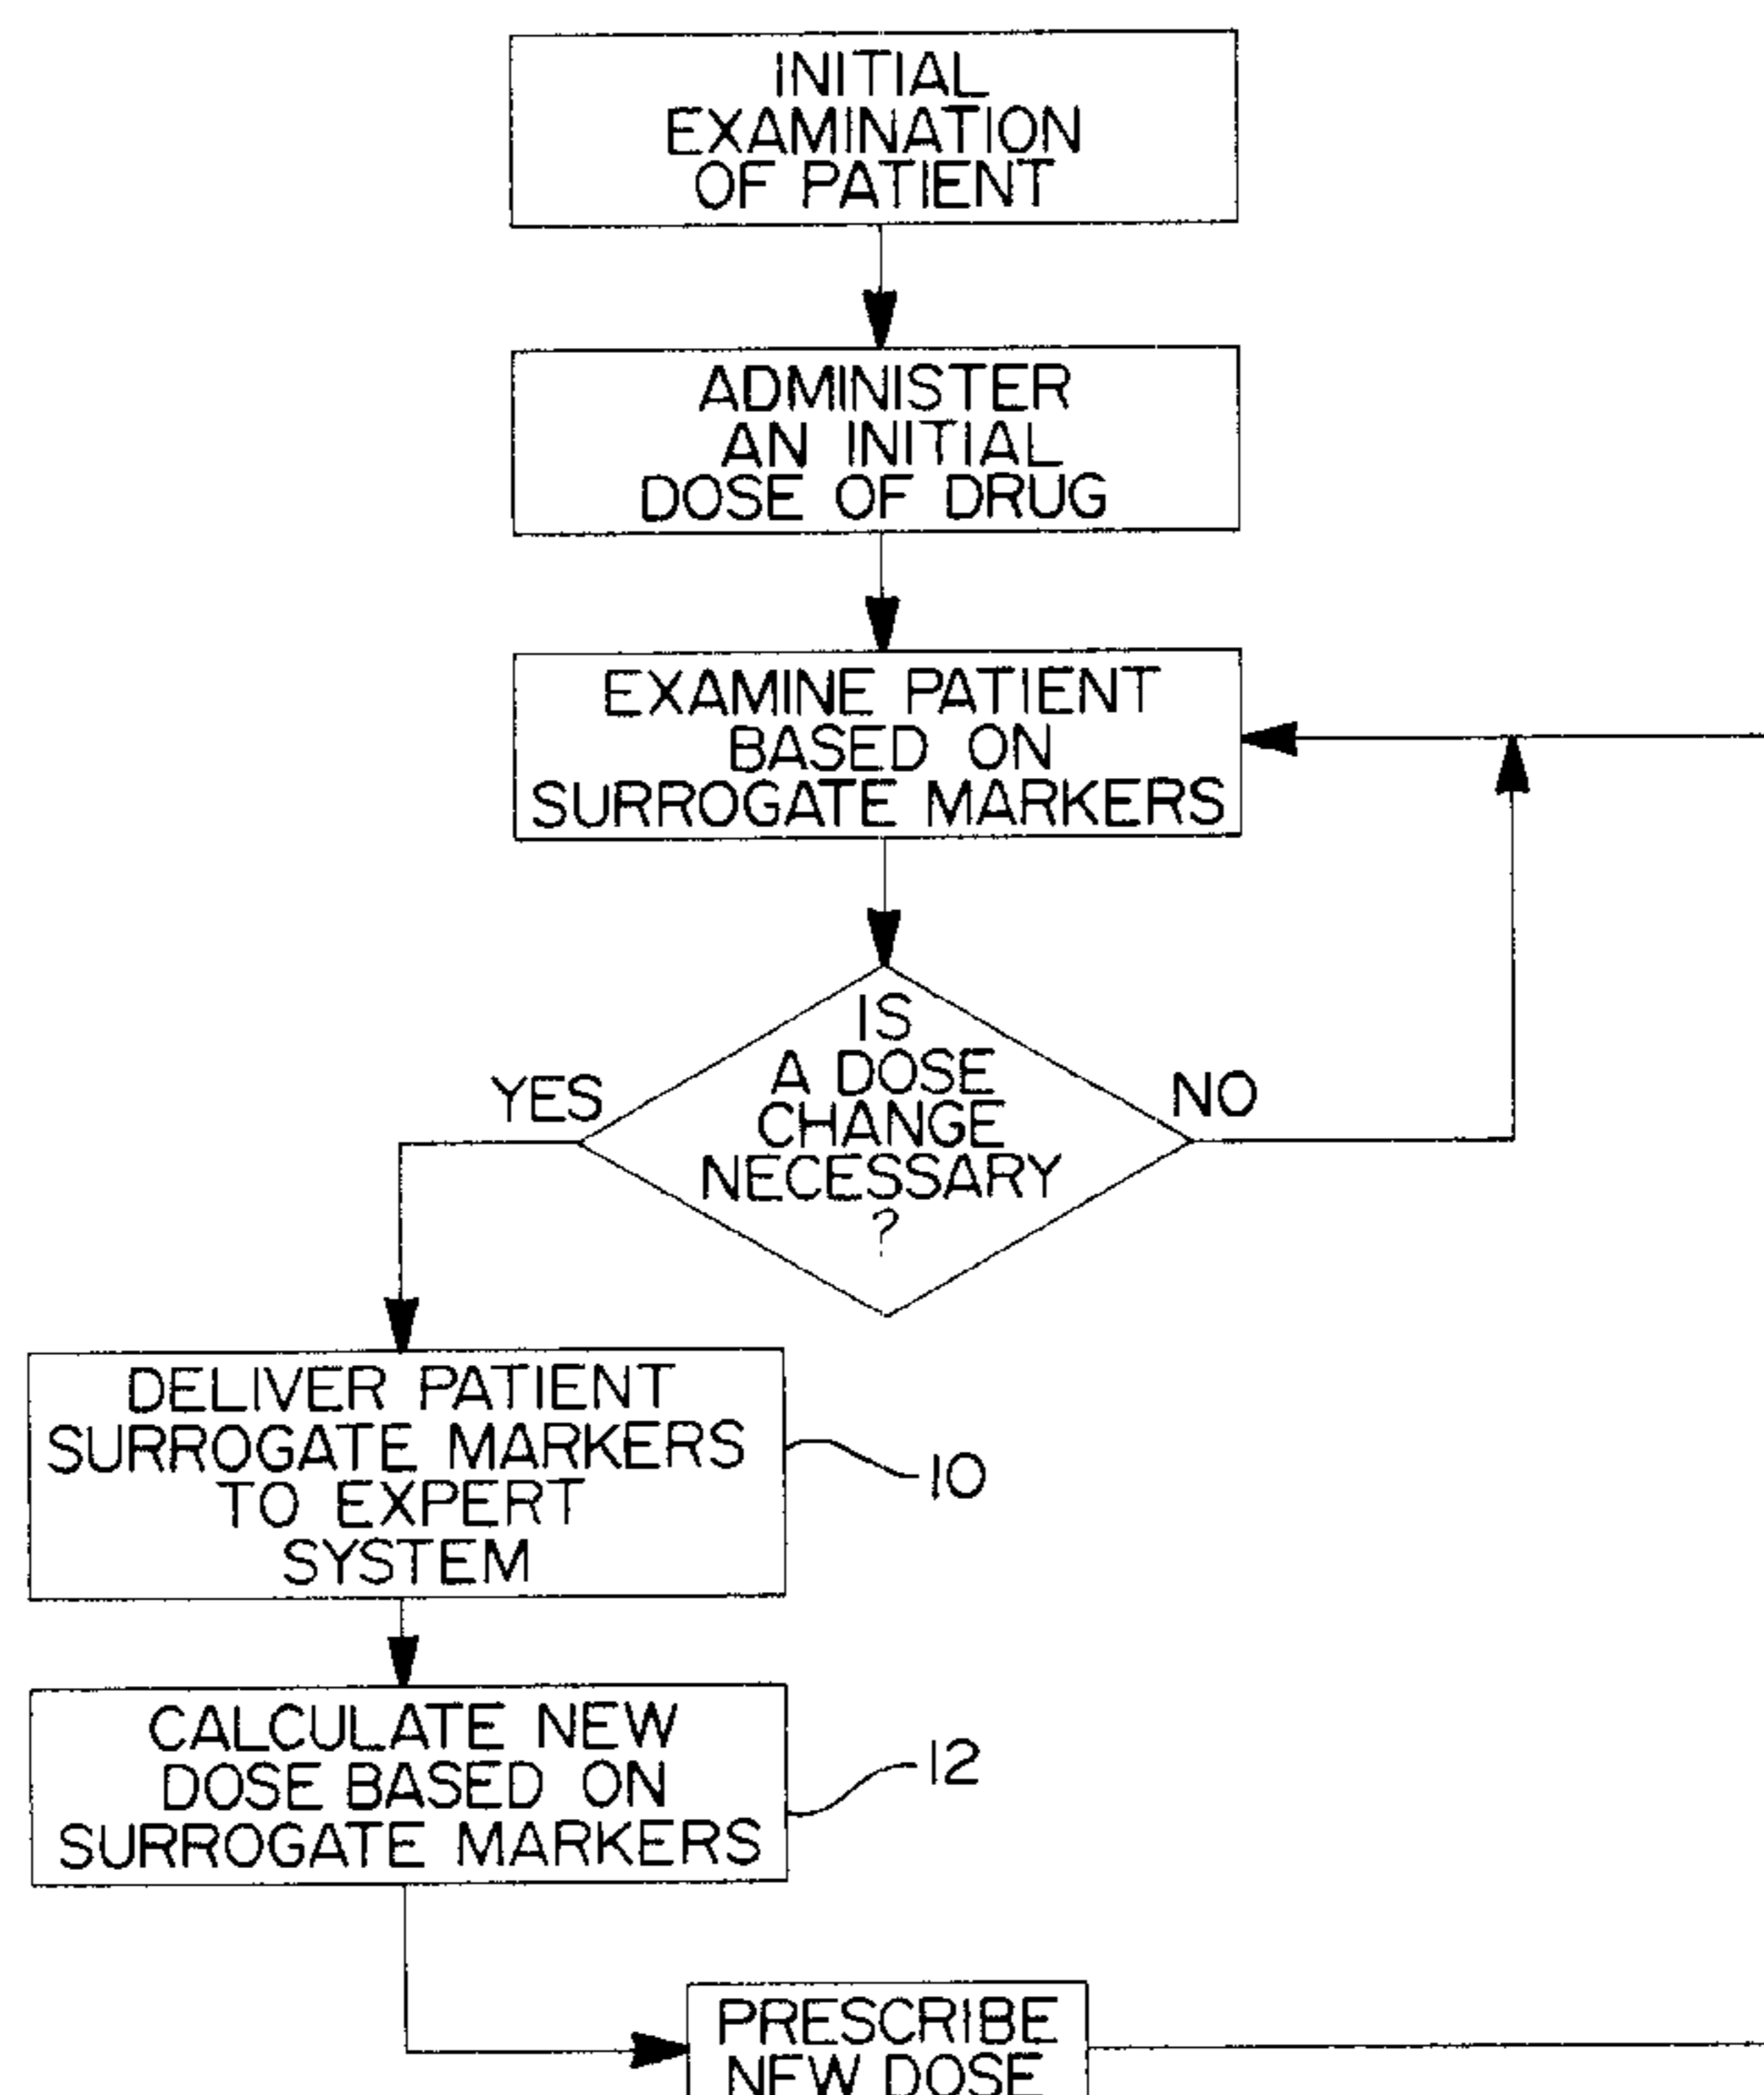 INITIAL
EXAMINATION
OF PATIENT
ADMINISTER
AN INITIAL
DOSE OF DRUG
EXAMINE PATIENT
BASED ON
SURROGATE MARKERS
IS
A DOSE
CHANGE
NECESSARY
?
YES
NO
DELIVER PATIENT
SURROGATE MARKERS
TO EXPERT
SYSTEM
10
CALCULATE NEW
DOSE BASED ON
SURROGATE MARKERS
12
PRESCRIBE
NEW DOSE